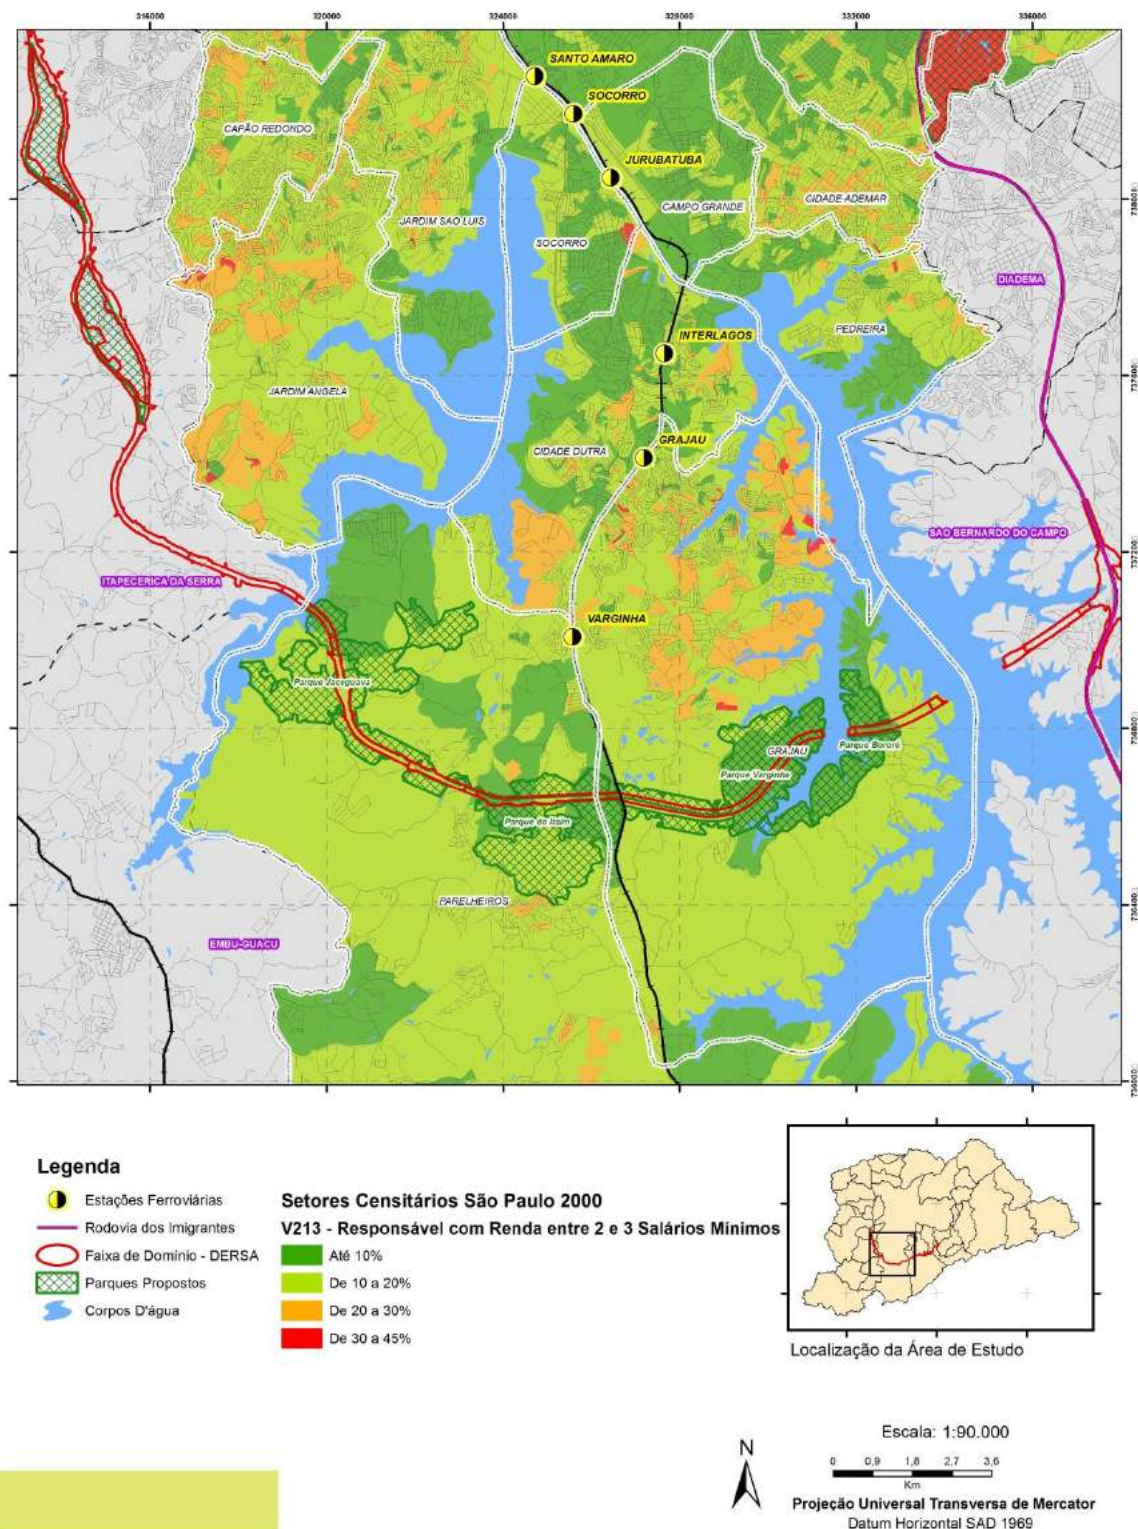 316000 320000 324000 328000 332000 336000
SANTO AMARO
SOCORRO
CAPÃO REDONDO
JURUBATUBA
CIDADE ADEMAR
CAMPO GRANDE
JARDIM SAO LUIS
SOCORRO
DIADEMA
INTERLAGOS
PEDREIRA
JARDIM ANGELA
GRAJAU
CIDADE DUTRA
SAO BERNARDO DO CAMPO
ITAPECERICA DA SERRA
VARGINHA
Parque Jaceguava
Parque Bororé
GRAJAU
Parque Varginha
Parque do Itaim
PARELHEIROS
EMBU-GUACU
Legenda
Estações Ferroviárias
Rodovia dos Imigrantes
Faixa de Domínio - DERSA
Parques Propostos
Corpos D'água
Setores Censitários São Paulo 2000
V213 - Responsável com Renda entre 2 e 3 Salários Mínimos
Até 10%
De 10 a 20%
De 20 a 30%
De 30 a 45%
Localização da Área de Estudo
N
Escala: 1:90.000
0 0,9 1,8 2,7 3,6
Km
Projeção Universal Transversa de Mercator
Datum Horizontal SAD 1969